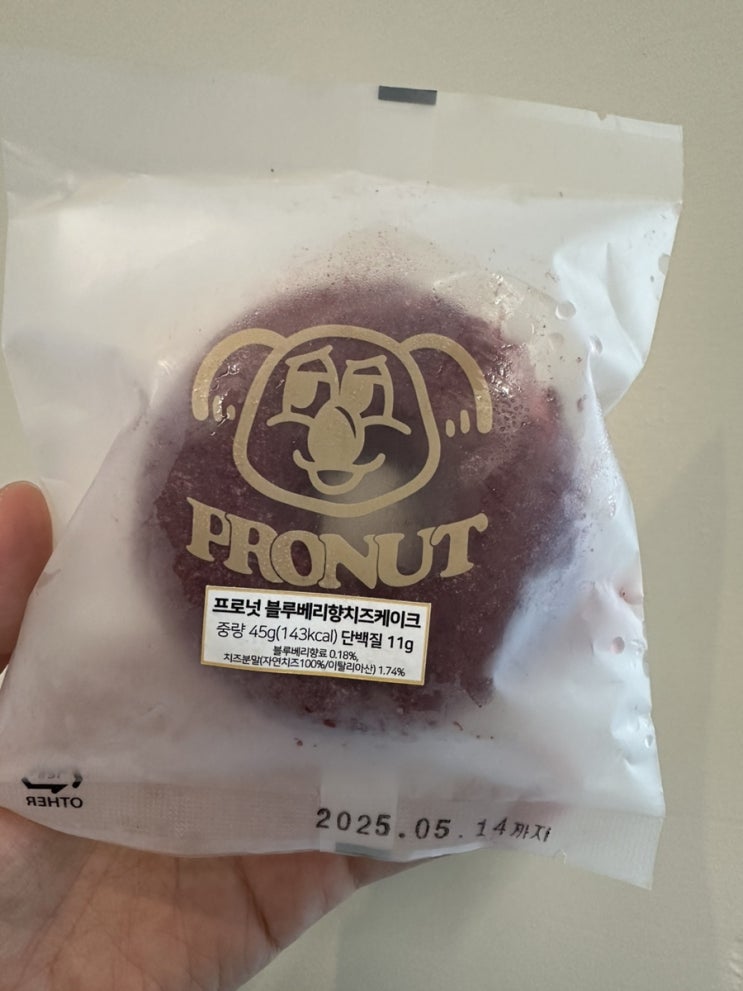 PRONUT
프로넛 블루베리향치즈케이크
중량 45g(143kcal) 단백질 11g
블루베리향료 0.18%,
치즈분말(자연치즈100%/이탈리아산) 1.74%
OTHER
2025.05.14까지